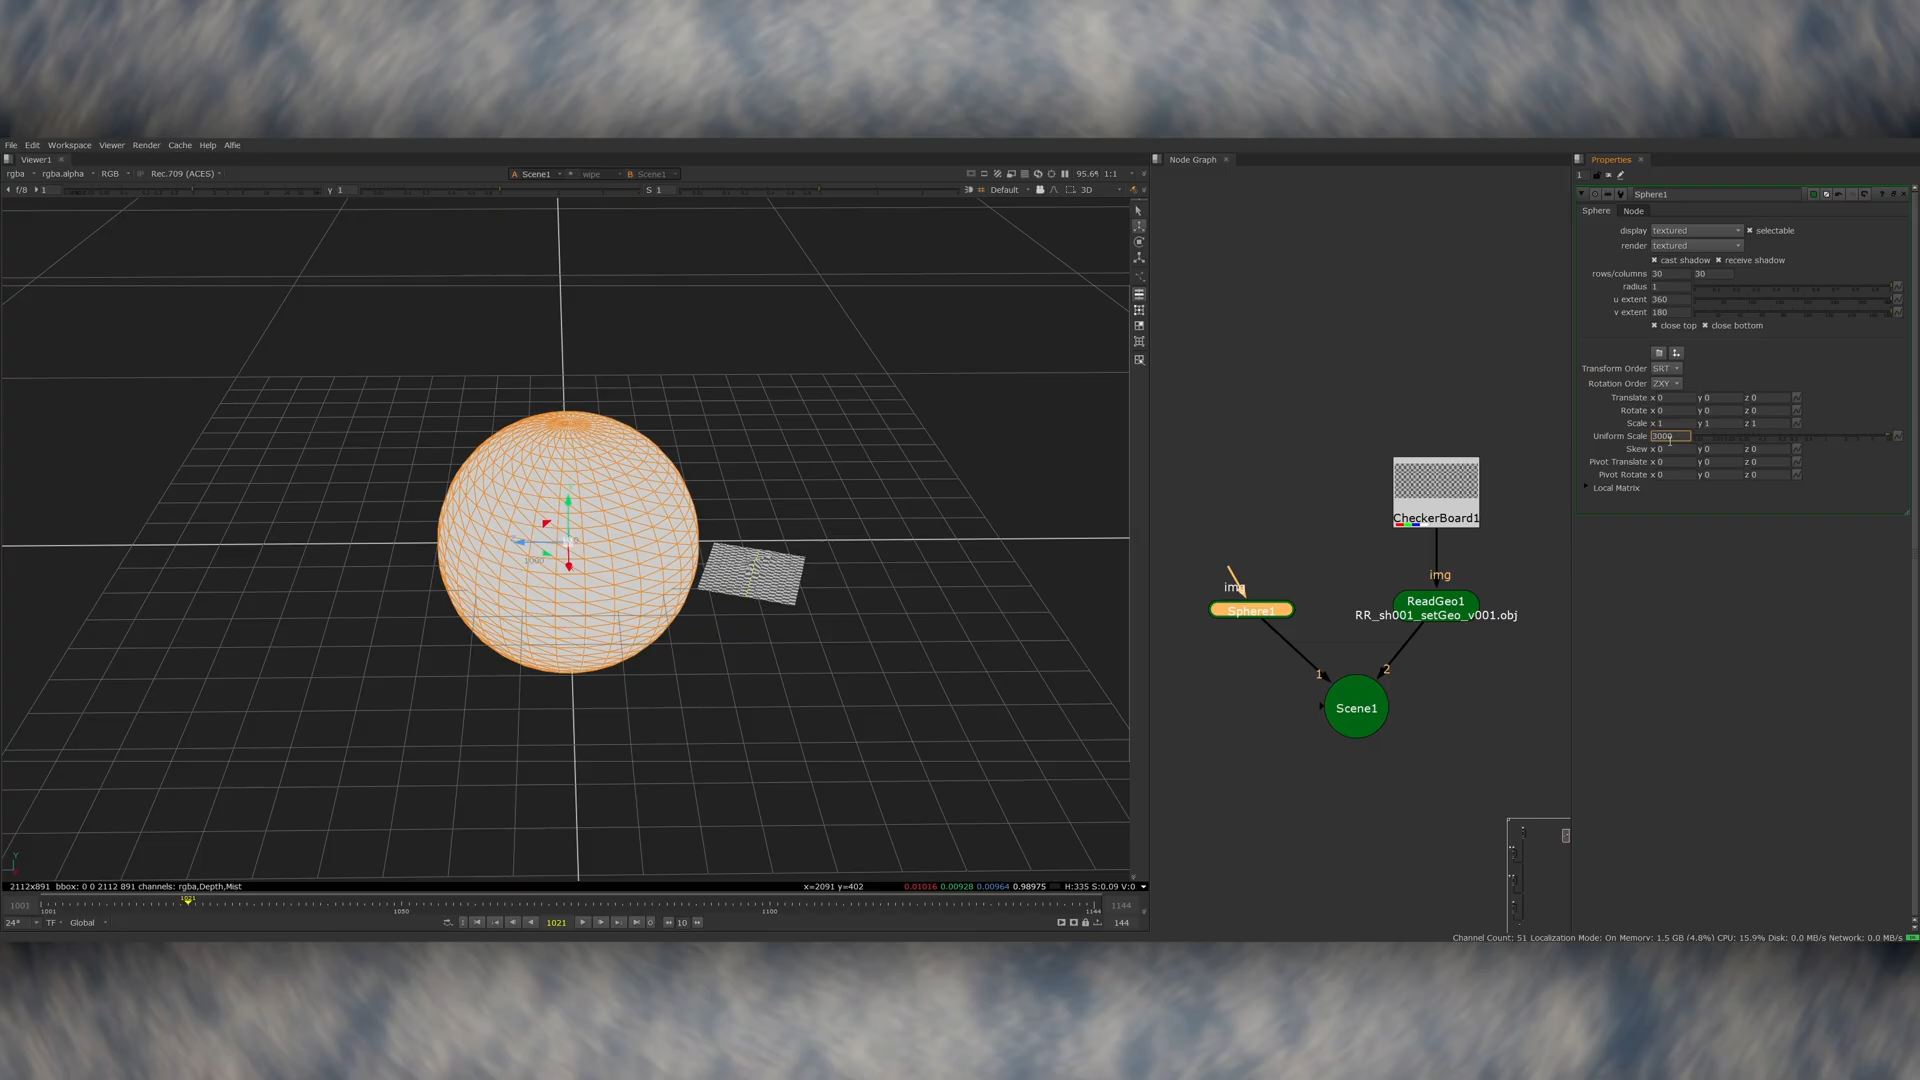 File Edit Workspace Viewer Render Cache Help Alfie
Viewer1
Node Graph
Properties
rgba rgba.alpha RGB Rec.709 (ACES) A Scene1 wipe B Scene1 95.6% 1:1
1
f/8 1 γ 1 S 1 Default 3D
Sphere1
Sphere Node
display textured selectable
render textured
cast shadow receive shadow
rows/columns 30 30
radius 1
u extent 360
v extent 180
close top close bottom
Transform Order SRT
Rotation Order ZXY
Translate x 0 y 0 z 0
Rotate x 0 y 0 z 0
Scale x 1 y 1 z 1
Uniform Scale 3000
Skew x 0 y 0 z 0
Pivot Translate x 0 y 0 z 0
Pivot Rotate x 0 y 0 z 0
Local Matrix
1000
CheckerBoard1
img
img
Sphere1
ReadGeo1
RR_sh001_setGeo_v001.obj
1
2
Scene1
Y
2112x891 bbox: 0 0 2112 891 channels: rgba,Depth,Mist
x=2091 y=402
0.01016 0.00928 0.00964 0.98975 H:335 S:0.09 V:0
1001
1001
1021
1050
1100
1144
1144
24* TF Global
1021
10
144
Channel Count: 51 Localization Mode: On Memory: 1.5 GB (4.8%) CPU: 15.9% Disk: 0.0 MB/s Network: 0.0 MB/s